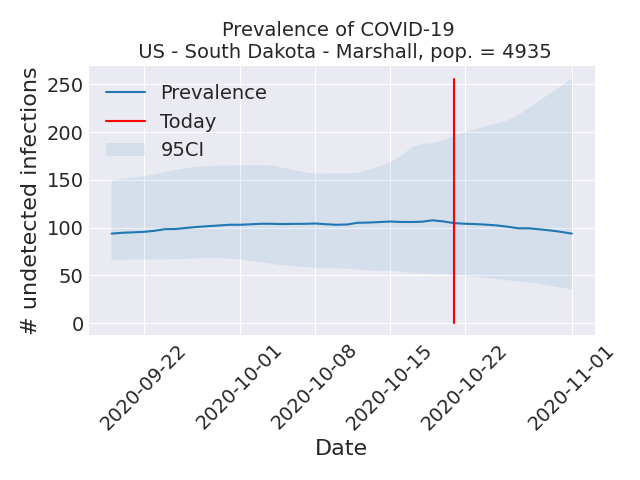 Prevalence of COVID-19
US - South Dakota - Marshall, pop. = 4935
# undetected infections
250
200
150
100
50
0
Prevalence
Today
95CI
2020-09-22
2020-10-01
2020-10-08
2020-10-15
2020-10-22
2020-11-01
Date